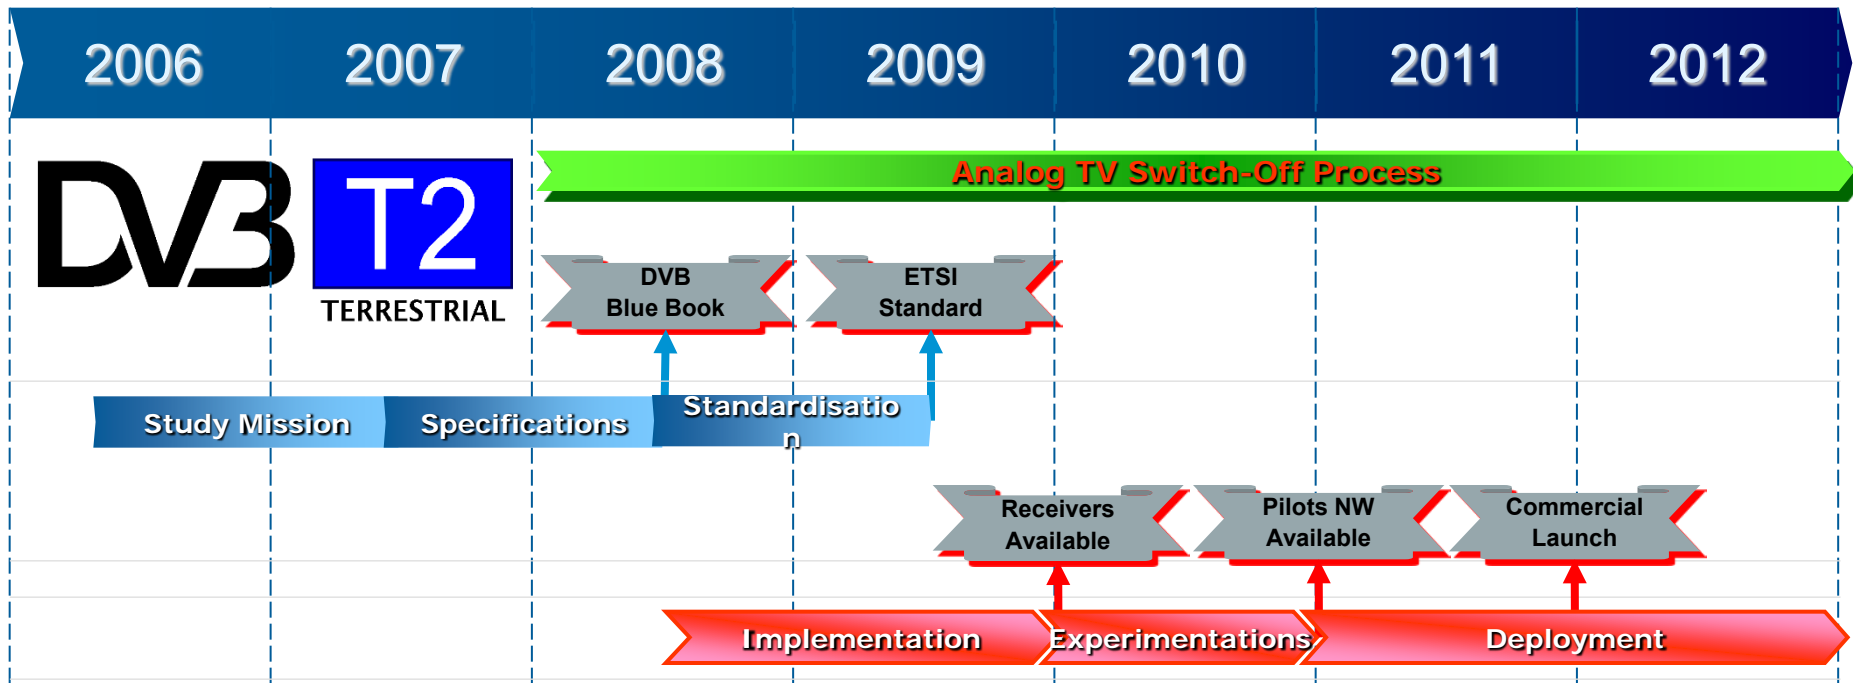 2006 2007 2008 2009 2010 2011 2012
DVB T2
TERRESTRIAL
Analog TV Switch-Off Process
DVB
Blue Book
ETSI
Standard
Study Mission
Specifications
Standardisatio
n
Receivers
Available
Pilots NW
Available
Commercial
Launch
Implementation
Experimentations
Deployment